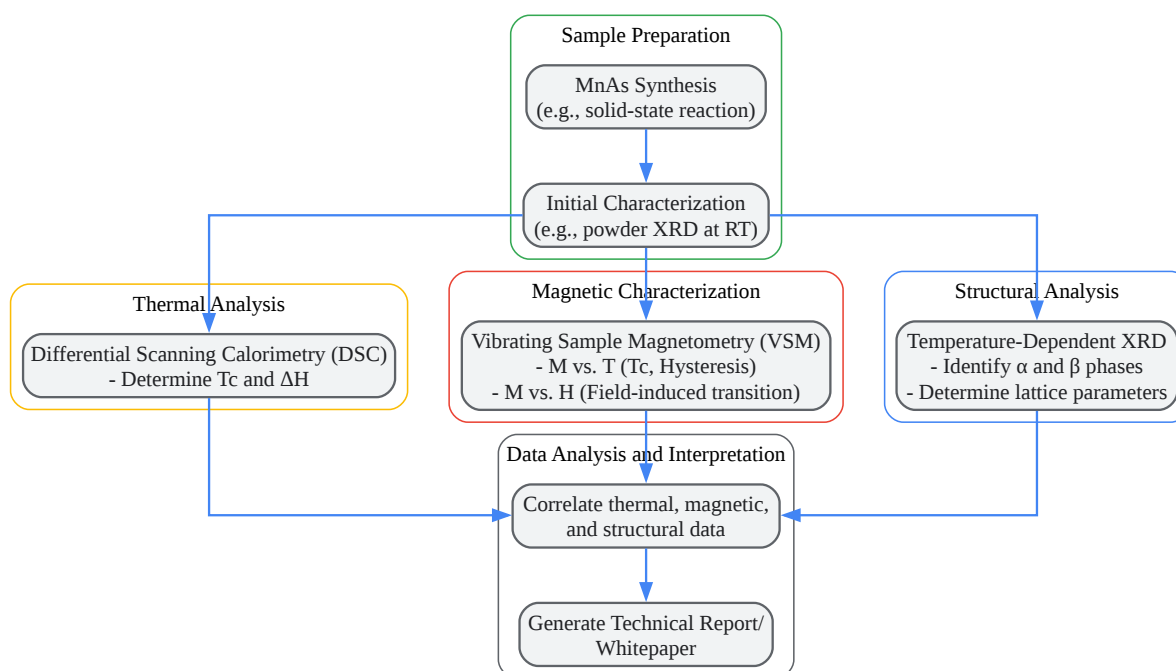 Sample Preparation
MnAs Synthesis
(e.g., solid-state reaction)
Initial Characterization
(e.g., powder XRD at RT)
Thermal Analysis
Differential Scanning Calorimetry (DSC)
- Determine Tc and ΔH
Magnetic Characterization
Vibrating Sample Magnetometry (VSM)
- M vs. T (Tc, Hysteresis)
- M vs. H (Field-induced transition)
Structural Analysis
Temperature-Dependent XRD
- Identify α and β phases
- Determine lattice parameters
Data Analysis and Interpretation
Correlate thermal, magnetic,
and structural data
Generate Technical Report/
Whitepaper